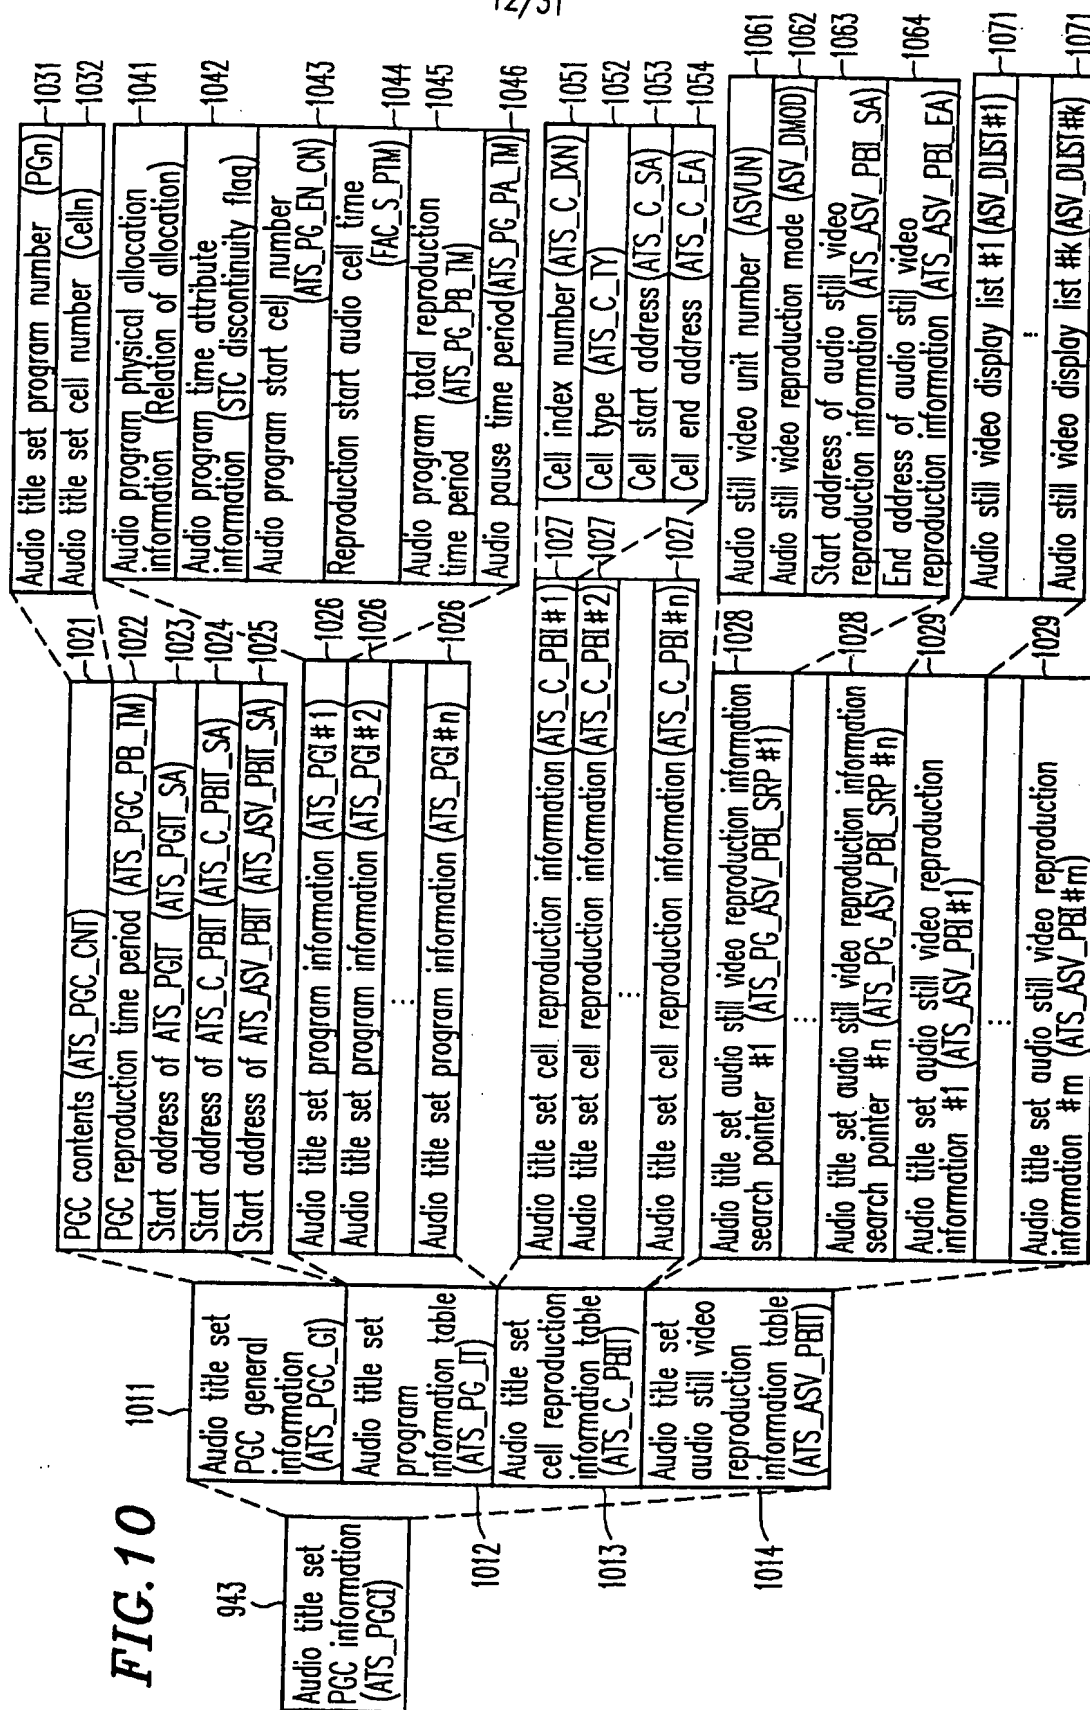 12/31
FIG.10
943
Audio title set
PGC information
(ATS_PGCI)
1011
Audio title set
PGC general
information
(ATS_PGC_GI)
Audio title set
program
information table
(ATS_PG_IT)
1012
Audio title set
cell reproduction
information table
(ATS_C_PBIT)
1013
Audio title set
audio still video
reproduction
information table
(ATS_ASV_PBIT)
1014
PGC contents (ATS_PGC_CNT)
1021
PGC reproduction time period (ATS_PGC_PB_TM)
1022
Start address of ATS_PGIT (ATS_PGIT_SA)
1023
Start address of ATS_C_PBIT (ATS_C_PBIT_SA)
1024
Start address of ATS_ASV_PBIT (ATS_ASV_PBIT_SA)
1025
Audio title set program information (ATS_PGI#1)
1026
Audio title set program information (ATS_PGI#2)
1026
⋮
Audio title set program information (ATS_PGI#n)
1026
Audio title set cell reproduction information (ATS_C_PBI#1)
1027
Audio title set cell reproduction information (ATS_C_PBI#2)
1027
⋮
Audio title set cell reproduction information (ATS_C_PBI#n)
1027
Audio title set audio still video reproduction information
search pointer #1 (ATS_PG_ASV_PBI_SRP #1)
1028
⋮
Audio title set audio still video reproduction information
search pointer #n (ATS_PG_ASV_PBI_SRP #n)
1028
Audio title set audio still video reproduction
information #1 (ATS_ASV_PBI#1)
1029
⋮
Audio title set audio still video reproduction
information #m (ATS_ASV_PBI#m)
1029
Audio title set program number (PGn)
1031
Audio title set cell number (Celln)
1032
Audio program physical allocation
information (Relation of allocation)
1041
Audio program time attribute
information (STC discontinuity flag)
1042
Audio program start cell number
(ATS_PG_EN_CN)
1043
Reproduction start audio cell time
(FAC_S_PTM)
1044
Audio program total reproduction
time period (ATS_PG_PB_TM)
1045
Audio pause time period(ATS_PG_PA_TM)
1046
Cell index number (ATS_C_IXN)
1051
Cell type (ATS_C_TY)
1052
Cell start address (ATS_C_SA)
1053
Cell end address (ATS_C_EA)
1054
Audio still video unit number (ASVUN)
1061
Audio still video reproduction mode (ASV_DMOD)
1062
Start address of audio still video
reproduction information (ATS_ASV_PBI_SA)
1063
End address of audio still video
reproduction information (ATS_ASV_PBI_EA)
1064
Audio still video display list #1 (ASV_DLIST#1)
1071
⋮
Audio still video display list #k (ASV_DLIST#k)
1071